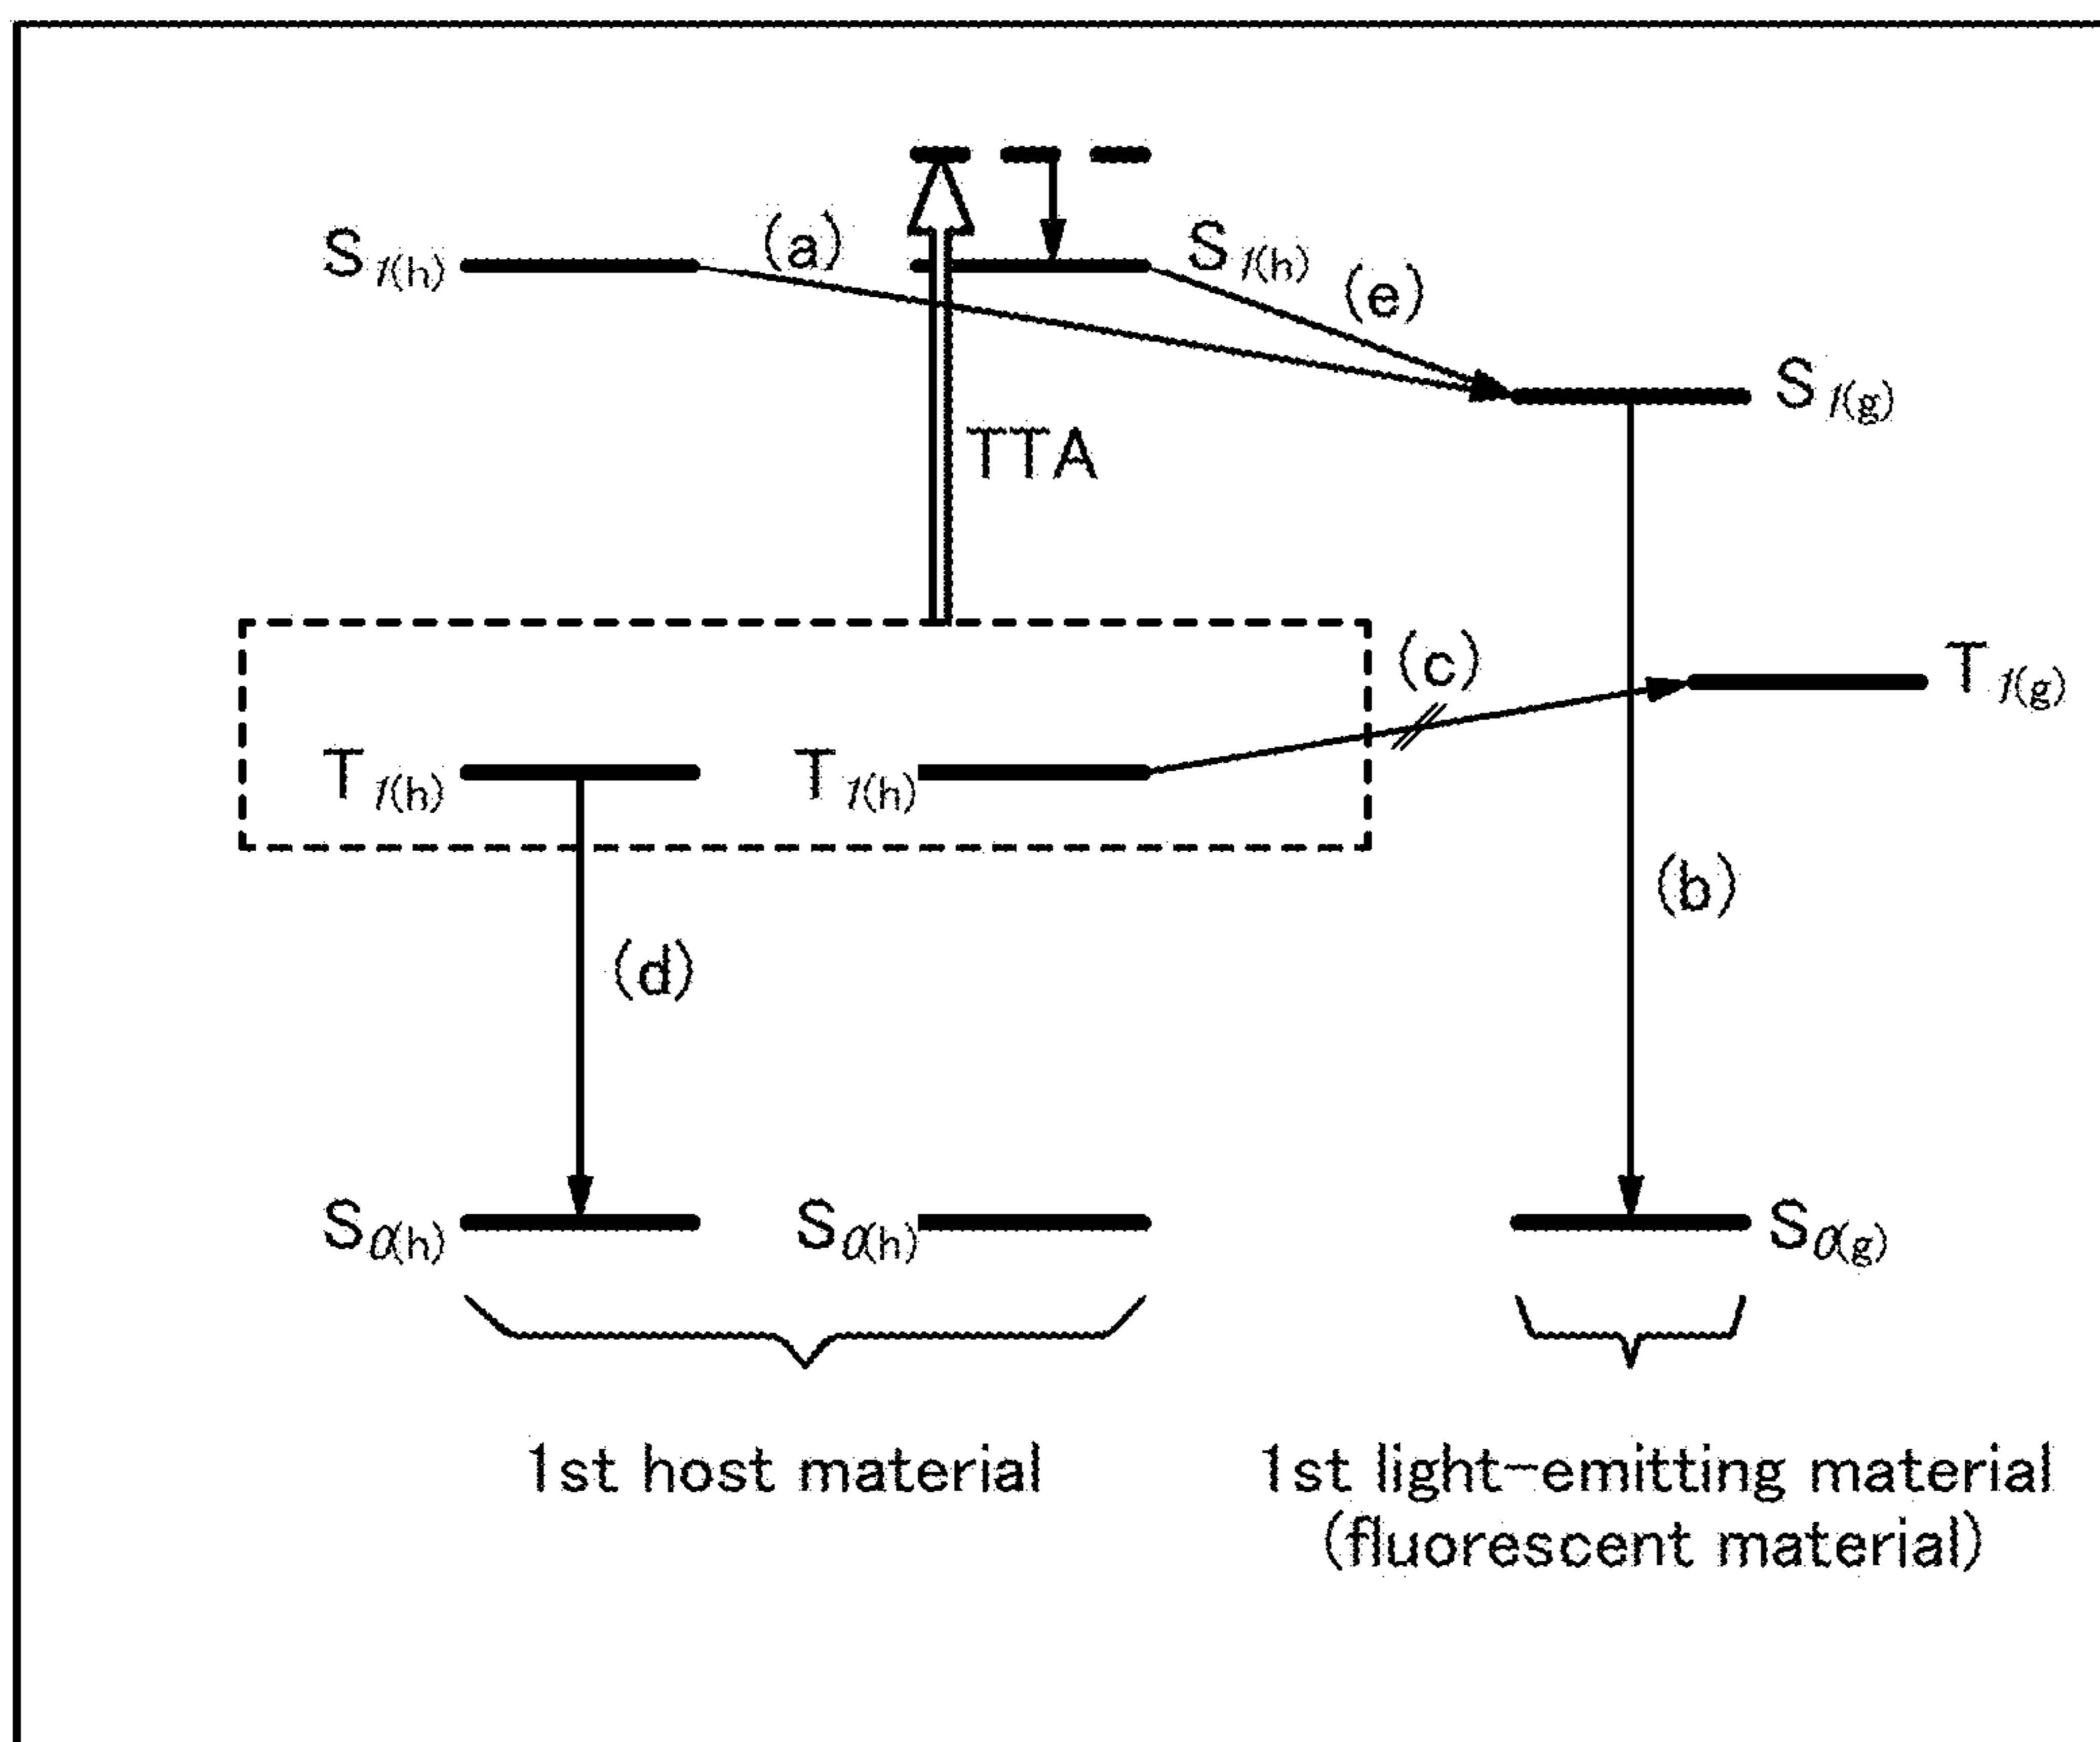 (a)
S1(h)
S1(h)
(e)
S1(g)
TTA
(c)
T1(g)
T1(h)
T1(h)
(b)
(d)
S0(h)
S0(h)
S0(g)
1st host material
1st light-emitting material
(fluorescent material)